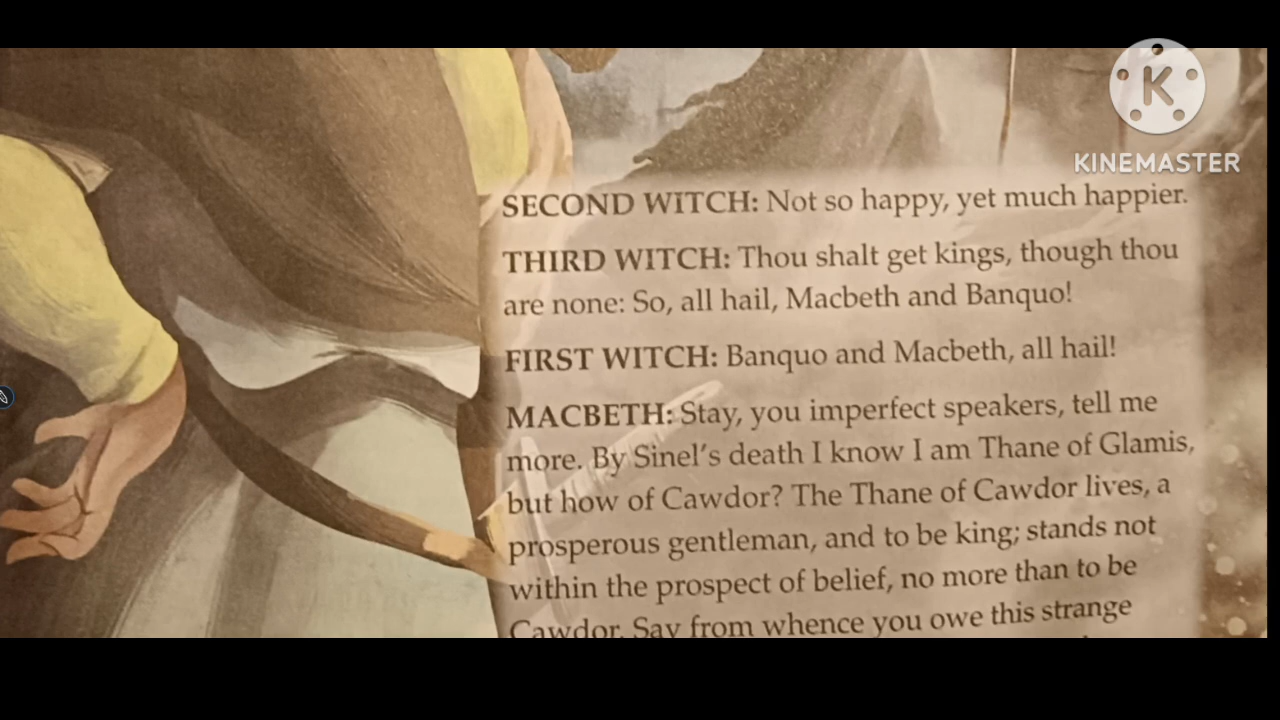 KINEMASTER
SECOND WITCH: Not so happy, yet much happier.
THIRD WITCH: Thou shalt get kings, though thou
are none: So, all hail, Macbeth and Banquo!
FIRST WITCH: Banquo and Macbeth, all hail!
MACBETH: Stay, you imperfect speakers, tell me
more. By Sinel's death I know I am Thane of Glamis,
but how of Cawdor? The Thane of Cawdor lives, a
prosperous gentleman, and to be king; stands not
within the prospect of belief, no more than to be
Cawdor. Say from whence you owe this strange